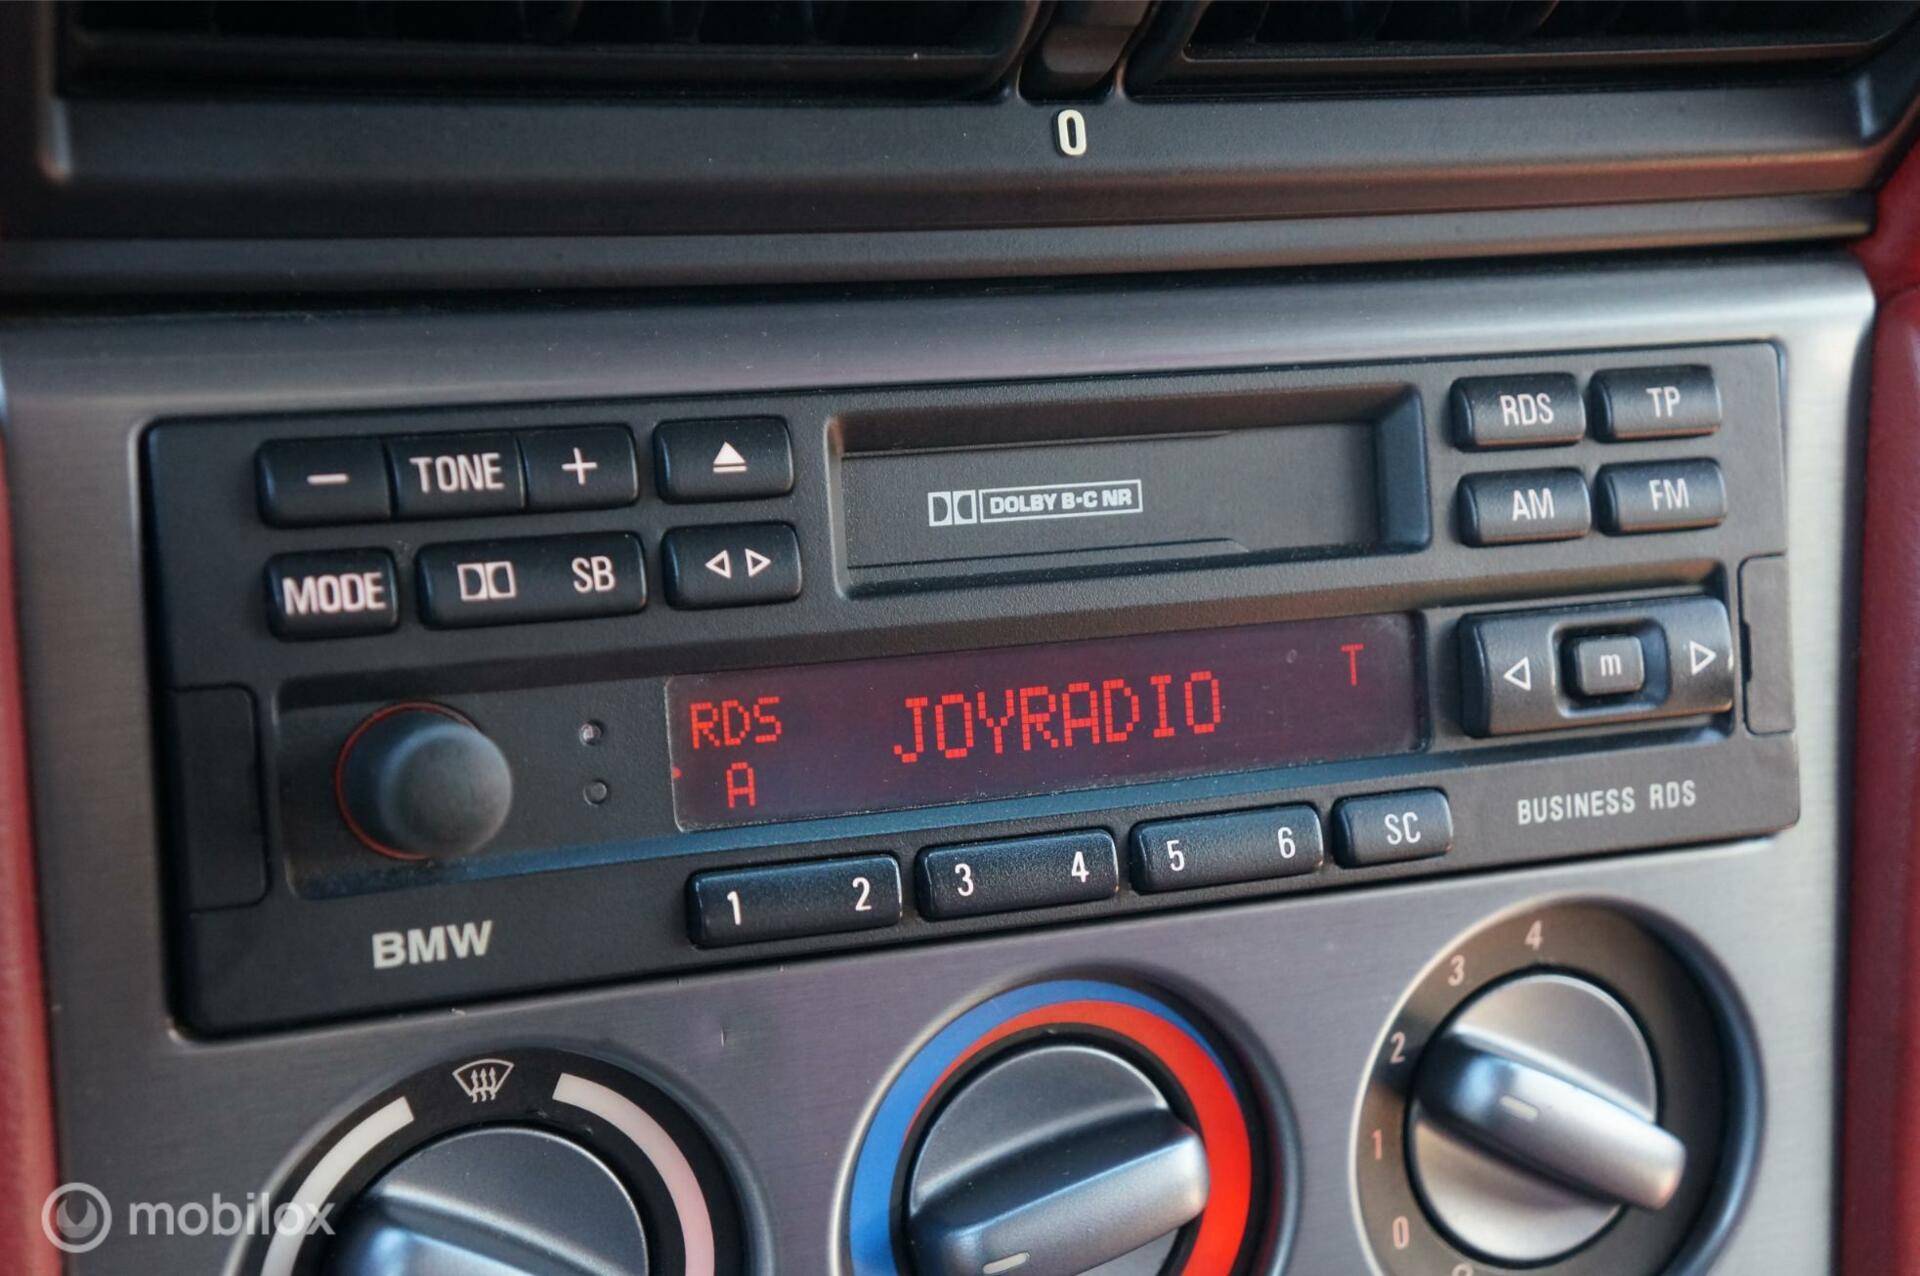 0
RDS TP
− TONE +
DOLBY B·C NR
AM FM
MODE SB
m
RDS JOYRADIO T
A
BUSINESS RDS
1 2 3 4 5 6 SC
BMW
4
3
2
1
0
mobilox